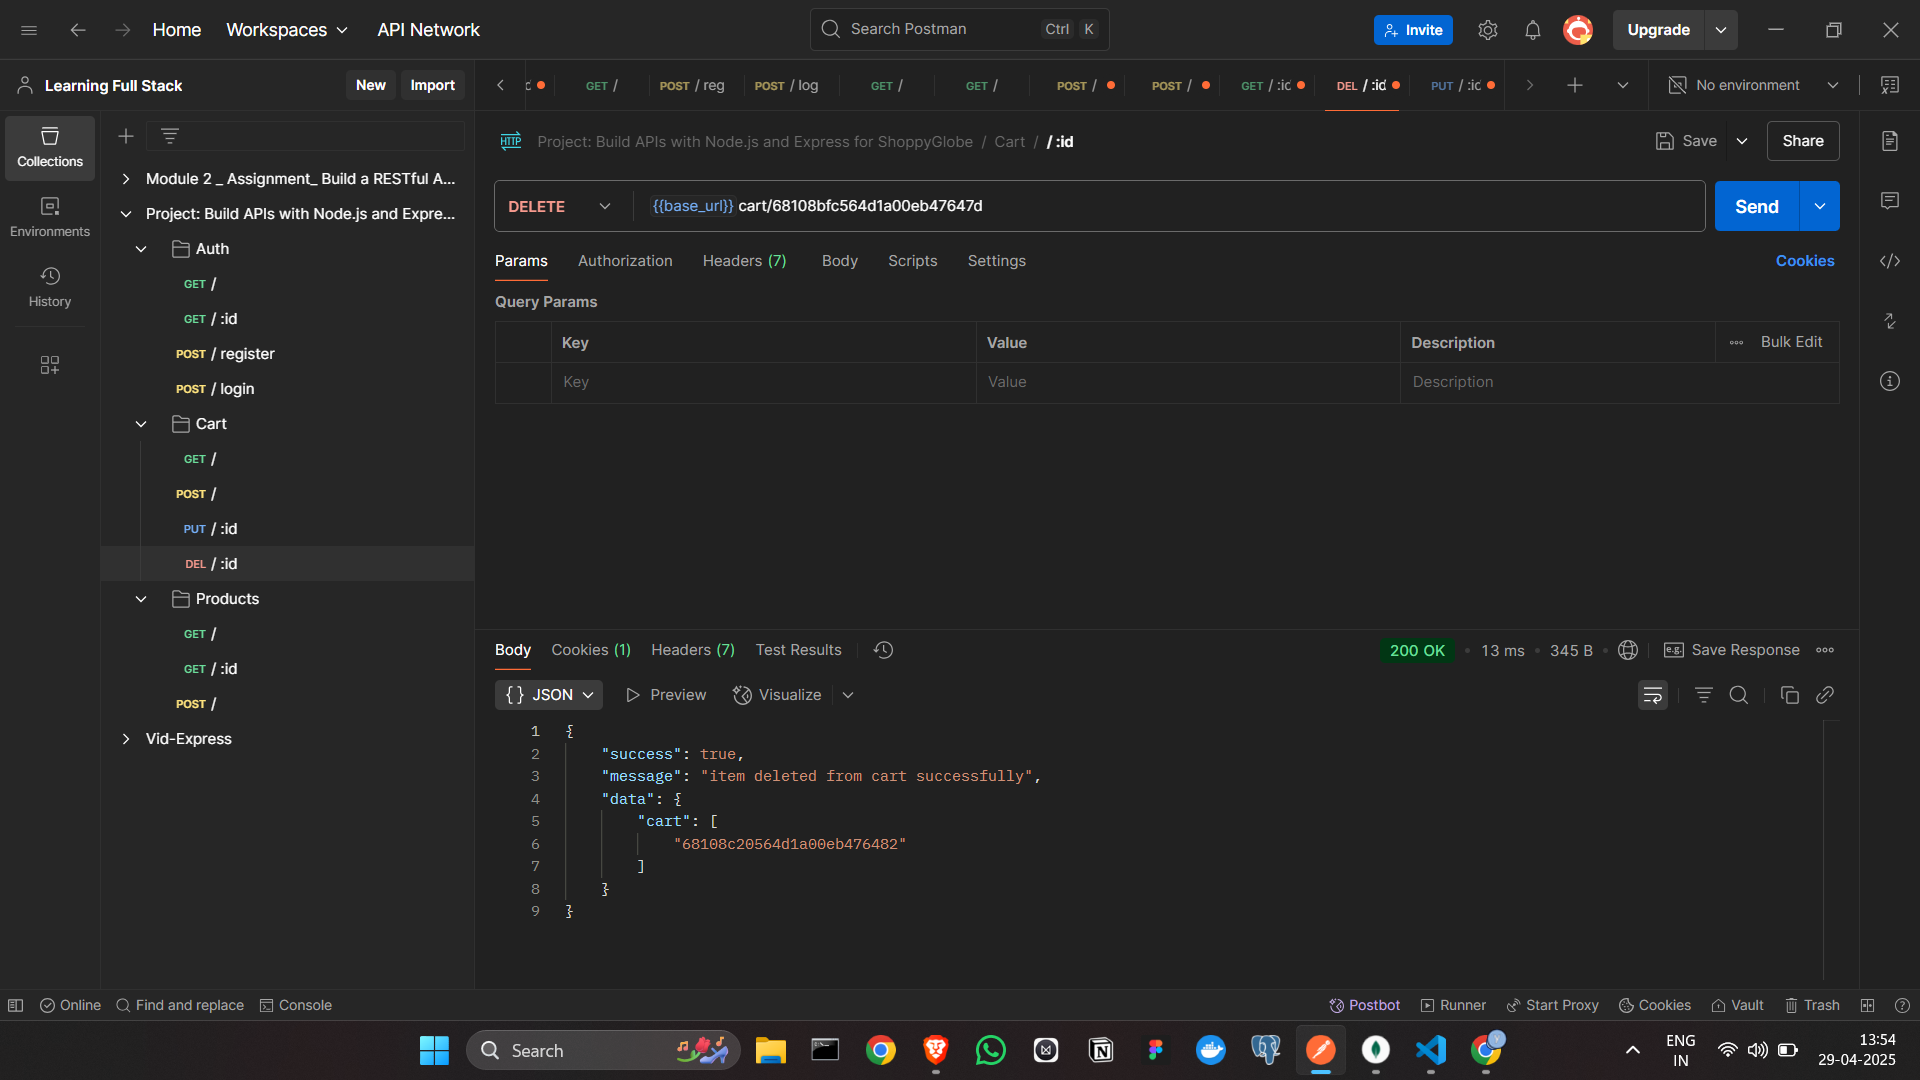 Home Workspaces API Network Search Postman Ctrl K Invite Upgrade
Learning Full Stack New Import GET / POST / reg POST / log GET / GET / POST / POST / GET / :ic DEL / :id PUT / :ic No environment
Collections
Environments
History
Module 2 _ Assignment_ Build a RESTful A...
Project: Build APIs with Node.js and Expre...
Auth
GET /
GET / :id
POST / register
POST / login
Cart
GET /
POST /
PUT / :id
DEL / :id
Products
GET /
GET / :id
POST /
Vid-Express
HTTP Project: Build APIs with Node.js and Express for ShoppyGlobe / Cart / / :id Save Share
DELETE {{base_url}} cart/68108bfc564d1a00eb47647d Send
Params Authorization Headers (7) Body Scripts Settings Cookies
Query Params
Key Value Description Bulk Edit
Key Value Description
Body Cookies (1) Headers (7) Test Results 200 OK • 13 ms • 345 B • e.g. Save Response
{} JSON Preview Visualize
1 {
2 "success": true,
3 "message": "item deleted from cart successfully",
4 "data": {
5 "cart": [
6 "68108c20564d1a00eb476482"
7 ]
8 }
9 }
Online Find and replace Console Postbot Runner Start Proxy Cookies Vault Trash
Search ENG 13:54
IN 29-04-2025